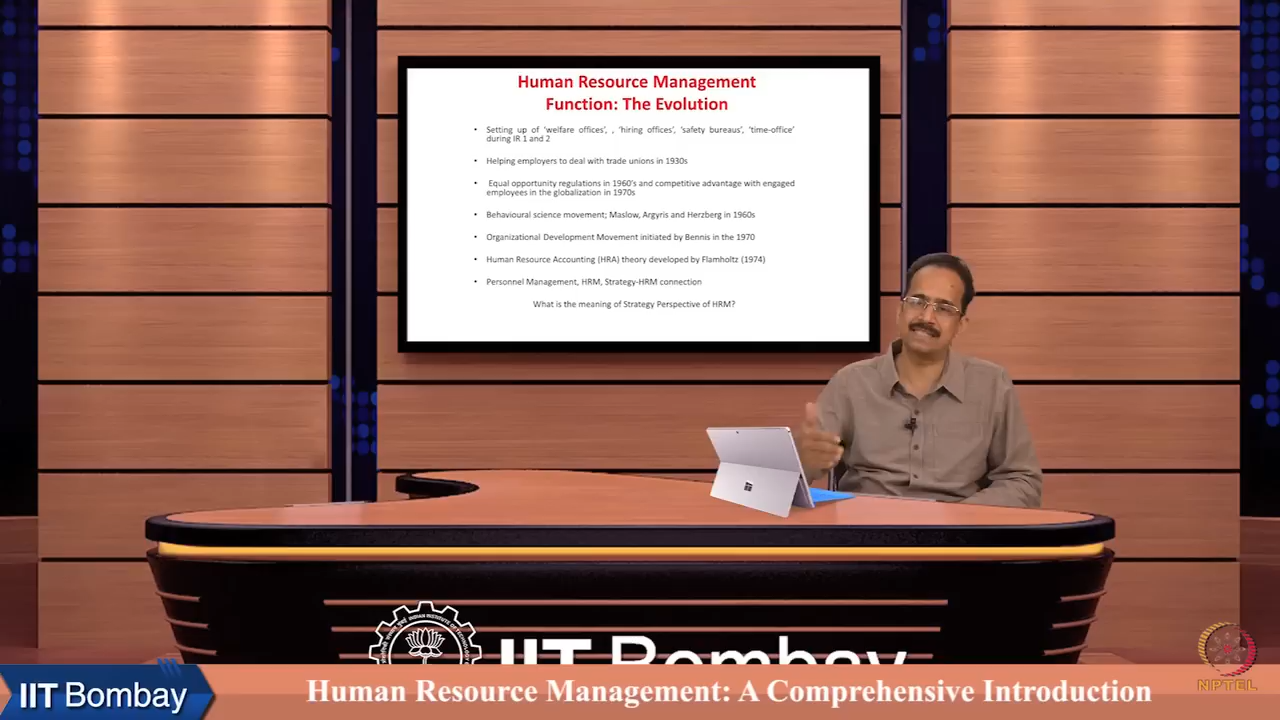 Human Resource Management
Function: The Evolution
• Setting up of ‘welfare offices’, , ‘hiring offices’, ‘safety bureaus’, ‘time-office’
during IR 1 and 2
• Helping employers to deal with trade unions in 1930s
• Equal opportunity regulations in 1960’s and competitive advantage with engaged
employees in the globalization in 1970s
• Behavioural science movement; Maslow, Argyris and Herzberg in 1960s
• Organizational Development Movement initiated by Bennis in the 1970
• Human Resource Accounting (HRA) theory developed by Flamholtz (1974)
• Personnel Management, HRM, Strategy-HRM connection
What is the meaning of Strategy Perspective of HRM?
IIT Bombay
IIT Bombay
Human Resource Management: A Comprehensive Introduction
NPTEL